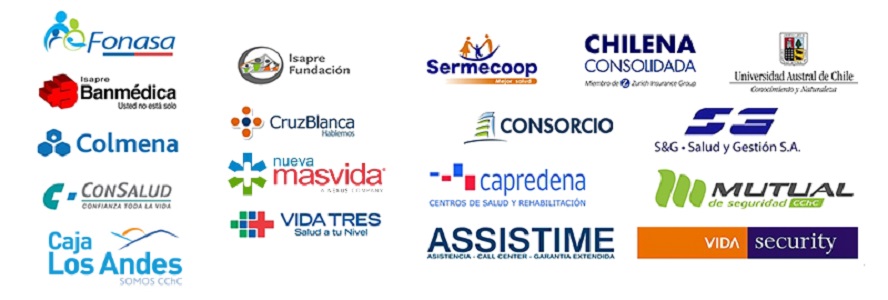 Fonasa
Isapre
Banmédica
Usted no está solo
Colmena
CONSALUD
CONFIANZA TODA LA VIDA
Caja
Los Andes
SOMOS CChC
Isapre
Fundación
CruzBlanca
Hablemos
nueva
masvida
COMPANY
VIDA TRES
Salud a tu Nivel
Sermecoop
Mejor salud
CONSORCIO
capredena
CENTROS DE SALUD Y REHABILITACIÓN
ASSISTIME
ASISTENCIA - CALL CENTER - GARANTIA EXTENDIDA
CHILENA
CONSOLIDADA
Miembro de Zurich Insurance Group
Universidad Austral de Chile
Conocimiento y Naturaleza
S&G • Salud y Gestión S.A.
MUTUAL
de seguridad CChC
VIDA security